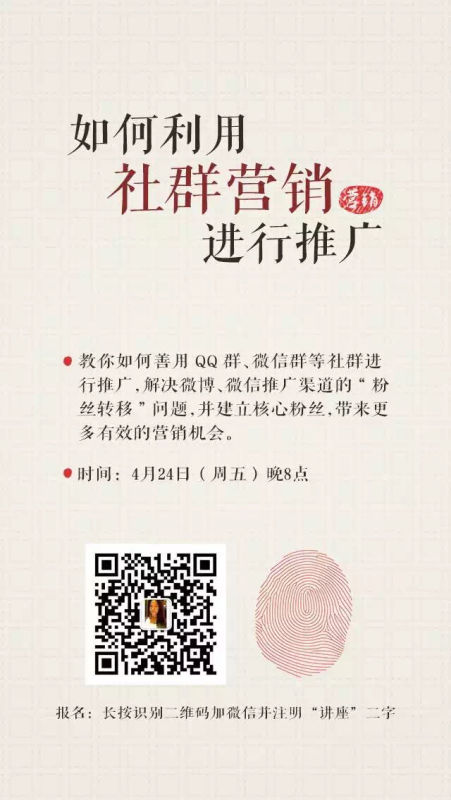 如何利用
社群营销
营销
进行推广
教你如何善用 QQ 群、微信群等社群进
行推广,解决微博、微信推广渠道的“粉
丝转移”问题,并建立核心粉丝,带来更
多有效的营销机会。
时间：4月24日（周五）晚8点
报名：长按识别二维码加微信并注明“讲座”二字